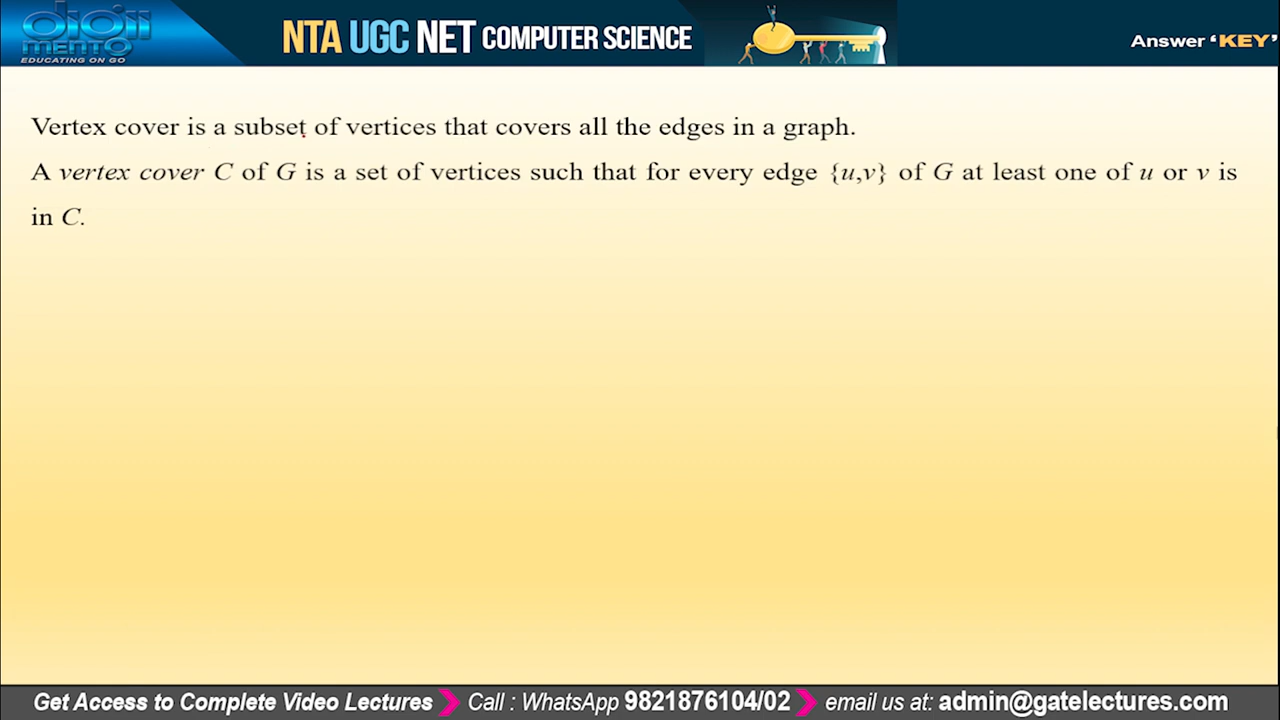 digii
MENTO
EDUCATING ON GO
NTA UGC NET COMPUTER SCIENCE
Answer ‘KEY’
Vertex cover is a subset of vertices that covers all the edges in a graph.
A vertex cover C of G is a set of vertices such that for every edge {u,v} of G at least one of u or v is
in C.
Get Access to Complete Video Lectures Call : WhatsApp 9821876104/02 email us at: admin@gatelectures.com